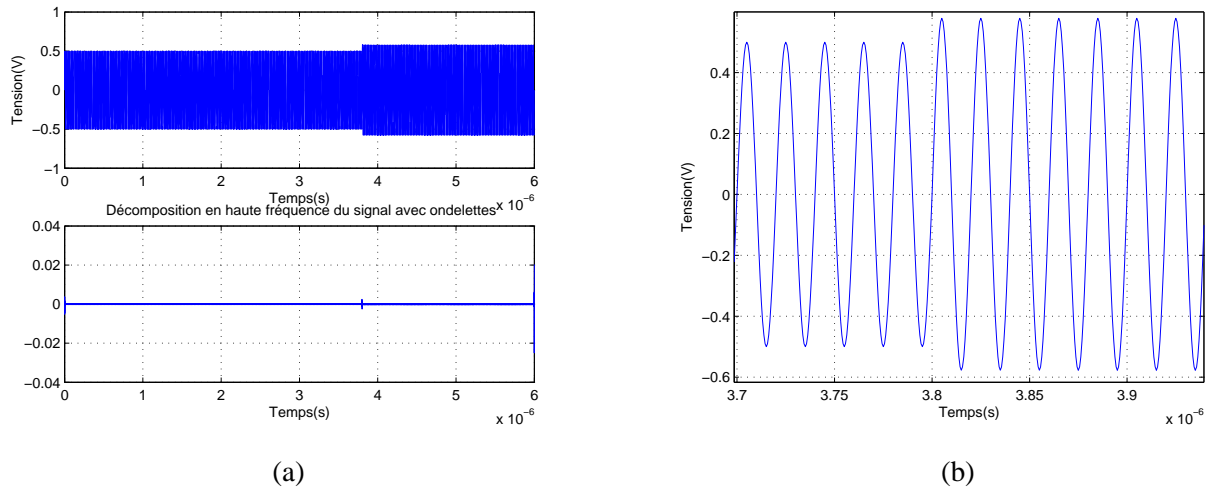 1
0.5
0
−0.5
−1
Tension(V)
0 1 2 3 4 5 6
Temps(s)
x 10⁻⁶
Décomposition en haute fréquence du signal avec ondelettes
0.04
0.02
0
−0.02
−0.04
0 1 2 3 4 5 6
Temps(s)
x 10⁻⁶
(a)
0.4
0.2
0
−0.2
−0.4
−0.6
Tension(V)
3.7 3.75 3.8 3.85 3.9
Temps(s)
x 10⁻⁶
(b)